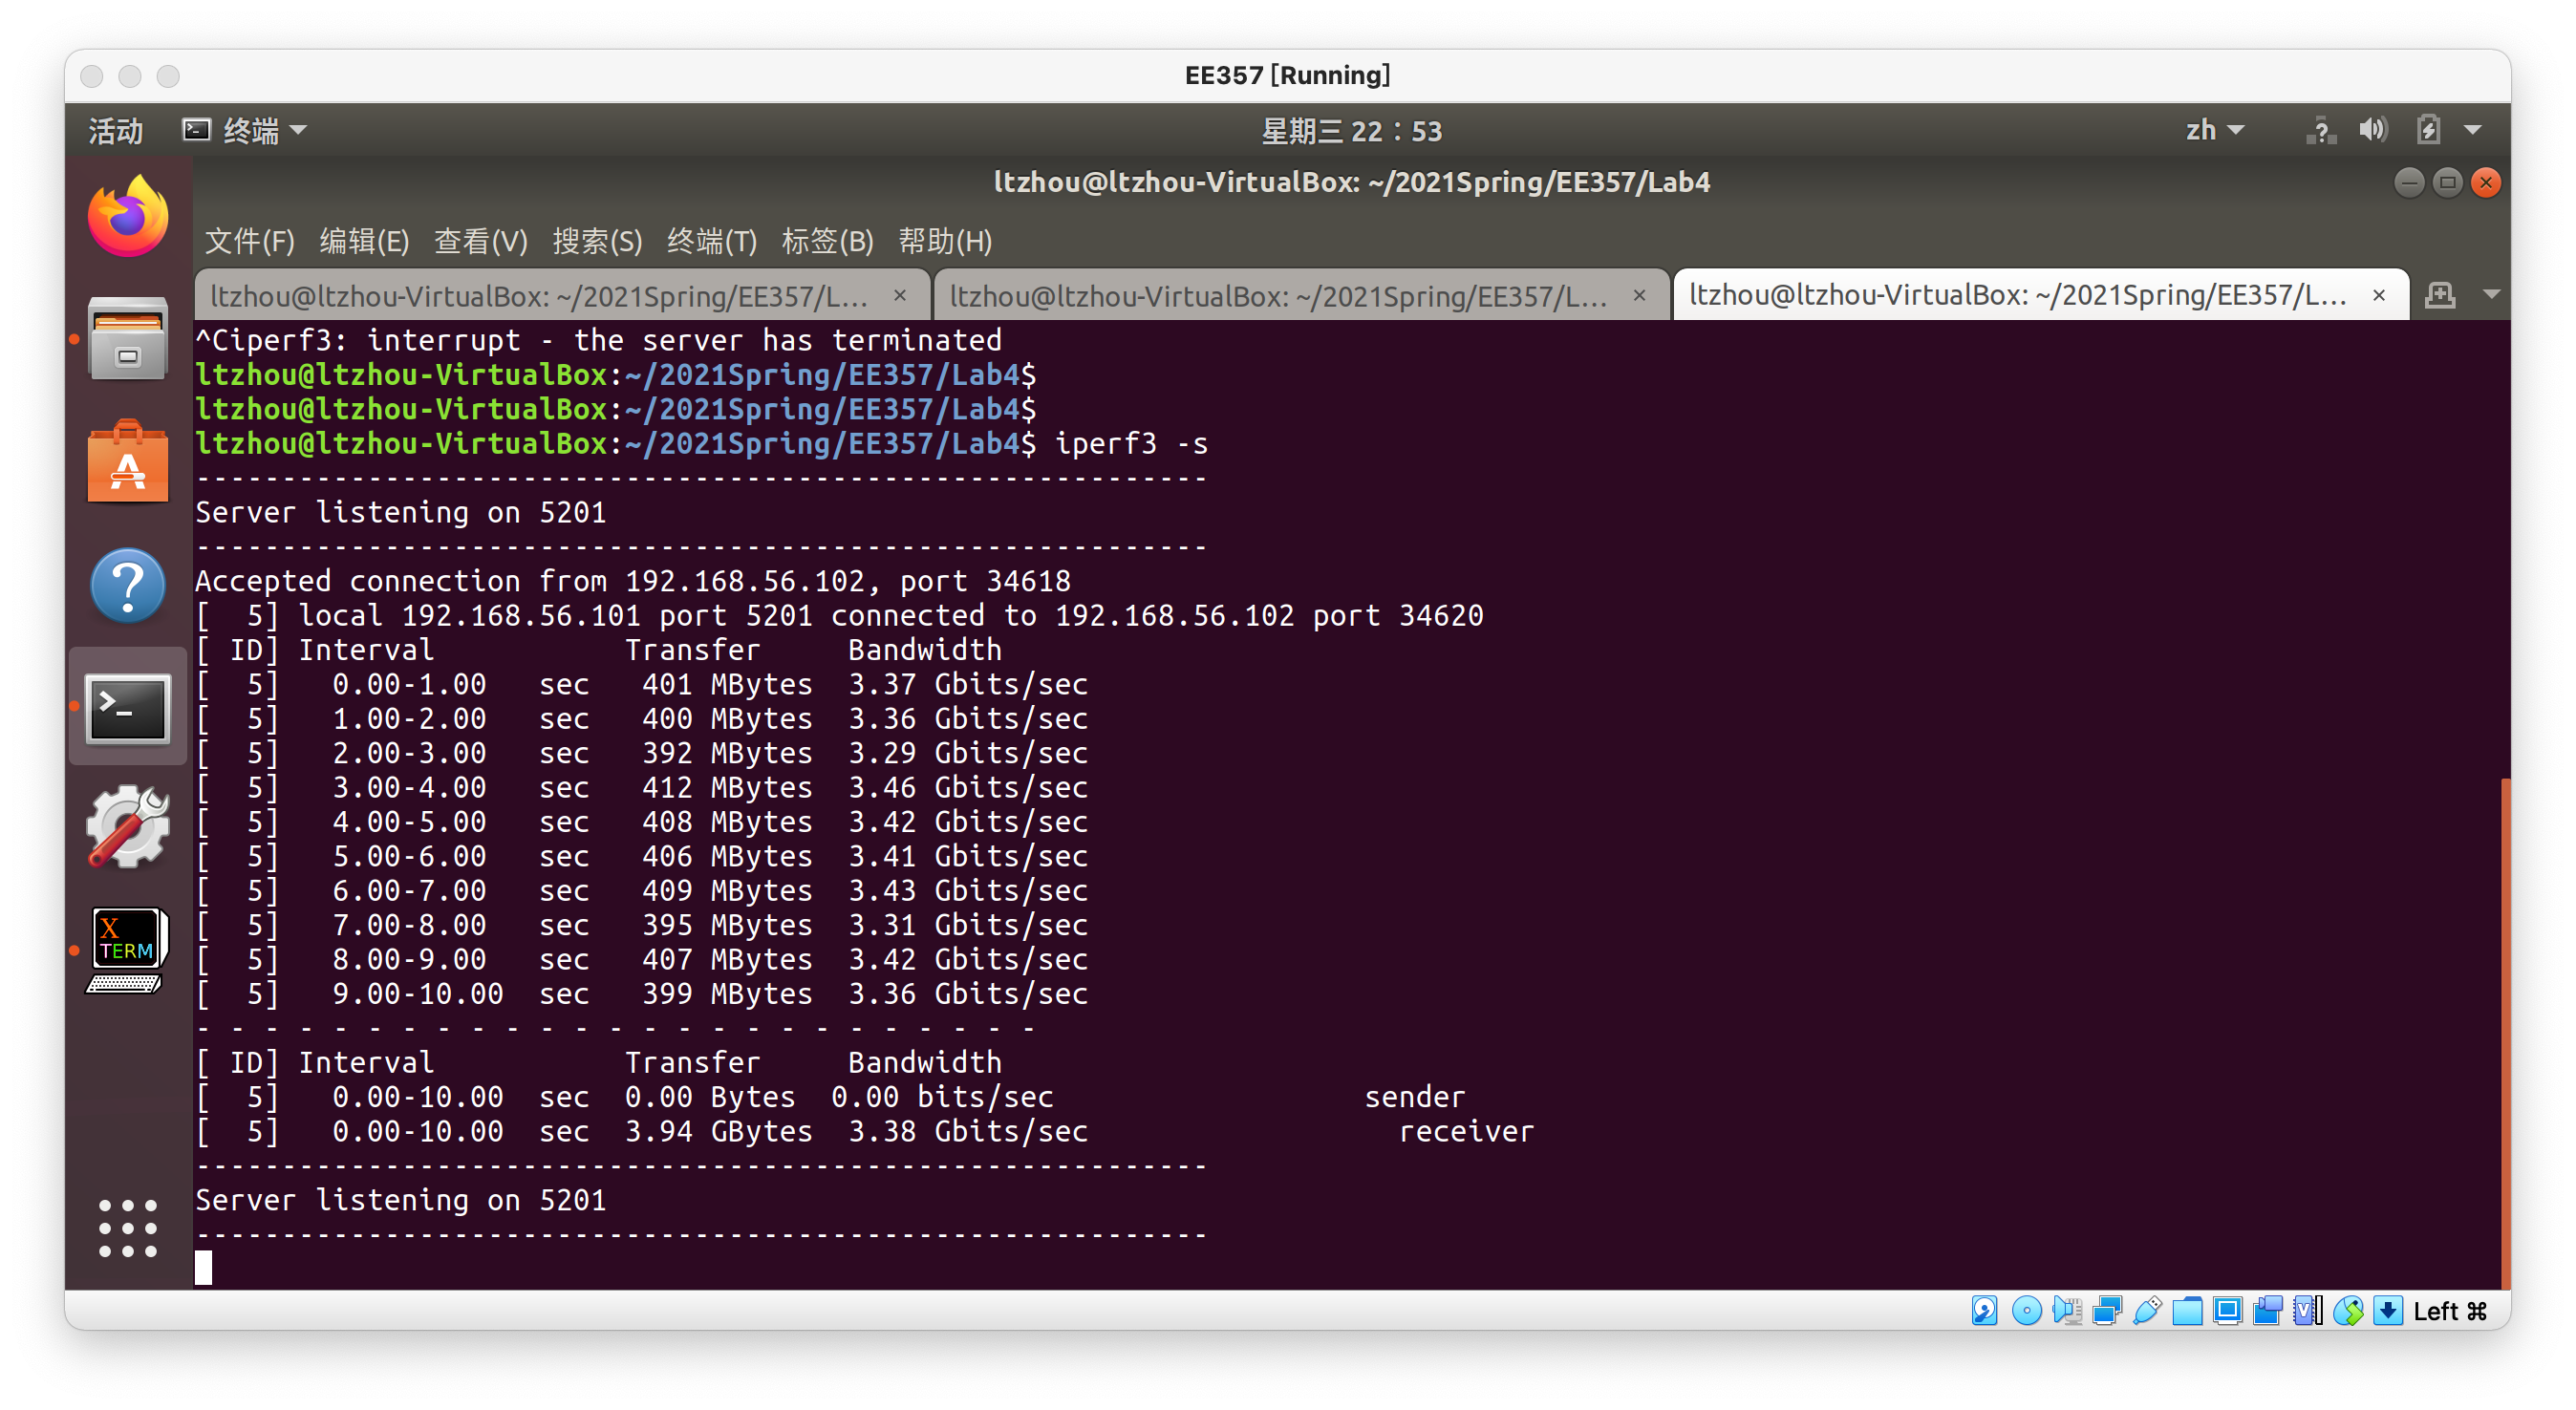 EE357 [Running]
活动 终端 星期三 22：53 zh
ltzhou@ltzhou-VirtualBox: ~/2021Spring/EE357/Lab4
文件(F) 编辑(E) 查看(V) 搜索(S) 终端(T) 标签(B) 帮助(H)
ltzhou@ltzhou-VirtualBox: ~/2021Spring/EE357/L... × ltzhou@ltzhou-VirtualBox: ~/2021Spring/EE357/L... × ltzhou@ltzhou-VirtualBox: ~/2021Spring/EE357/L... ×
^Ciperf3: interrupt - the server has terminated
ltzhou@ltzhou-VirtualBox:~/2021Spring/EE357/Lab4$
ltzhou@ltzhou-VirtualBox:~/2021Spring/EE357/Lab4$
ltzhou@ltzhou-VirtualBox:~/2021Spring/EE357/Lab4$ iperf3 -s
-----------------------------------------------------------
Server listening on 5201
-----------------------------------------------------------
Accepted connection from 192.168.56.102, port 34618
[  5] local 192.168.56.101 port 5201 connected to 192.168.56.102 port 34620
[ ID] Interval           Transfer     Bandwidth
[  5]   0.00-1.00   sec   401 MBytes  3.37 Gbits/sec
[  5]   1.00-2.00   sec   400 MBytes  3.36 Gbits/sec
[  5]   2.00-3.00   sec   392 MBytes  3.29 Gbits/sec
[  5]   3.00-4.00   sec   412 MBytes  3.46 Gbits/sec
[  5]   4.00-5.00   sec   408 MBytes  3.42 Gbits/sec
[  5]   5.00-6.00   sec   406 MBytes  3.41 Gbits/sec
[  5]   6.00-7.00   sec   409 MBytes  3.43 Gbits/sec
[  5]   7.00-8.00   sec   395 MBytes  3.31 Gbits/sec
[  5]   8.00-9.00   sec   407 MBytes  3.42 Gbits/sec
[  5]   9.00-10.00  sec   399 MBytes  3.36 Gbits/sec
- - - - - - - - - - - - - - - - - - - - - - - - -
[ ID] Interval           Transfer     Bandwidth
[  5]   0.00-10.00  sec  0.00 Bytes  0.00 bits/sec                  sender
[  5]   0.00-10.00  sec  3.94 GBytes  3.38 Gbits/sec                  receiver
-----------------------------------------------------------
Server listening on 5201
-----------------------------------------------------------
X
TERM
Left ⌘